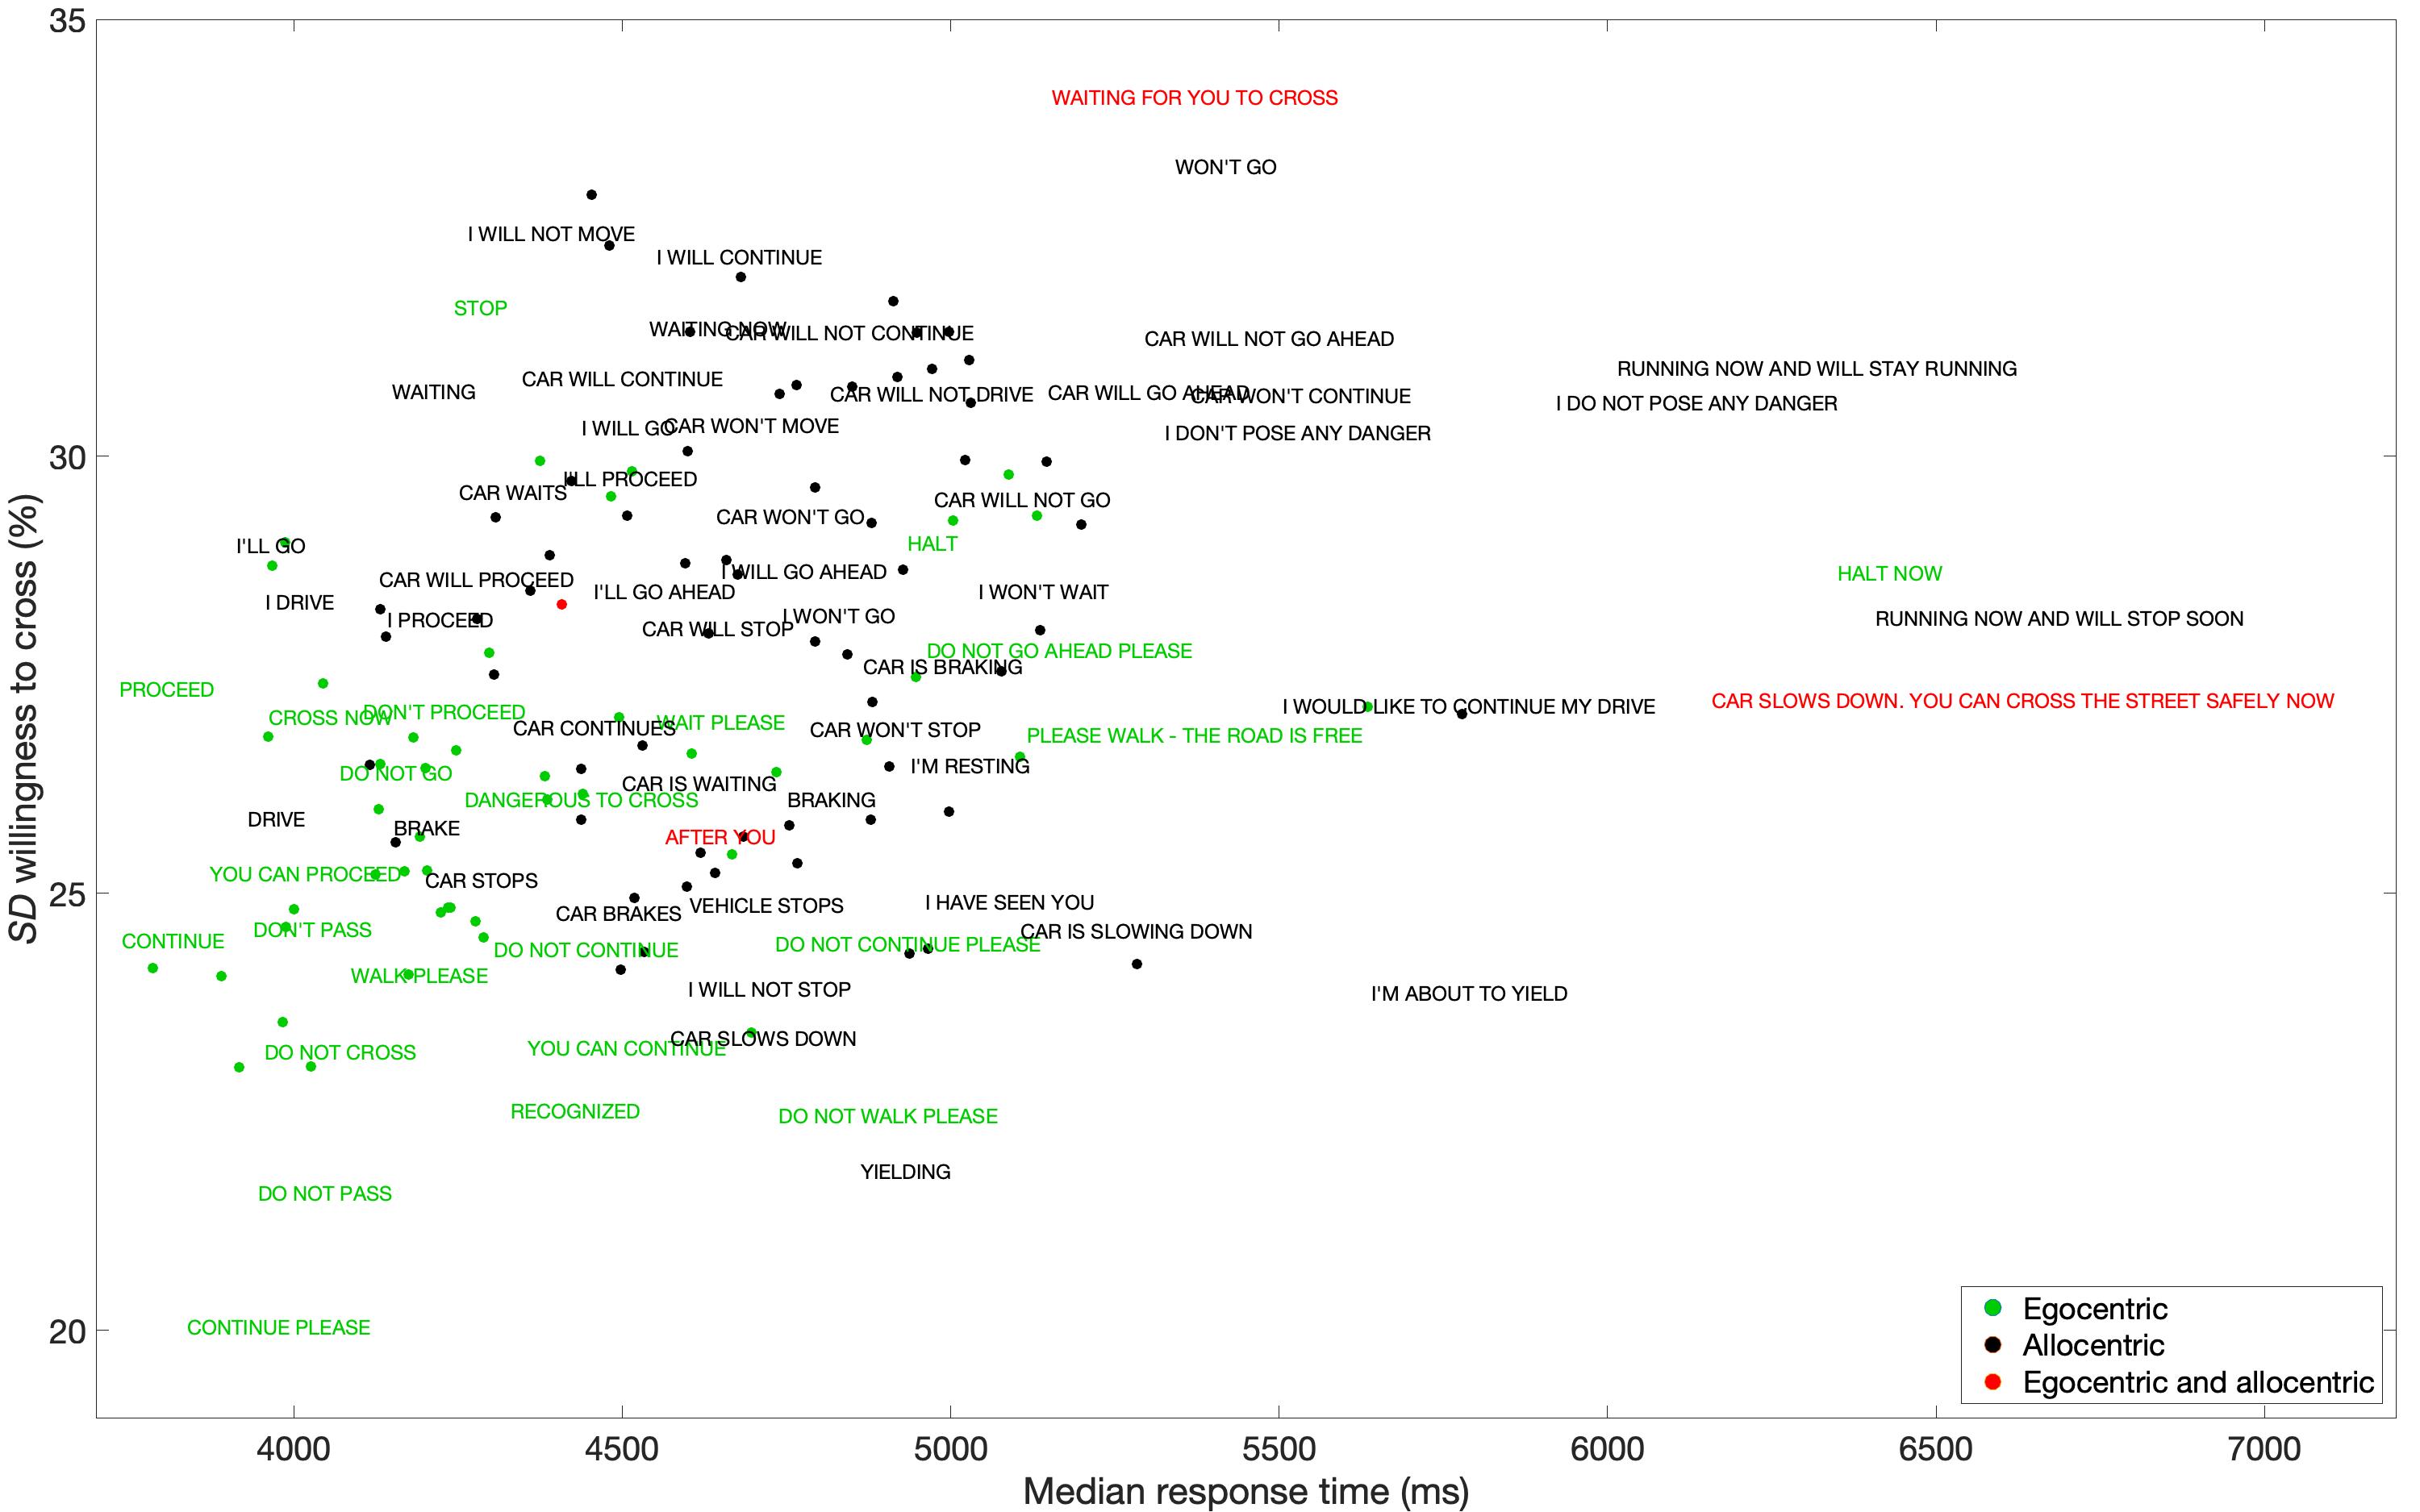 35
WAITING FOR YOU TO CROSS
WON'T GO
I WILL NOT MOVE
I WILL CONTINUE
STOP
WAITING NOW
CAR WILL NOT CONTINUE
CAR WILL NOT GO AHEAD
RUNNING NOW AND WILL STAY RUNNING
CAR WILL CONTINUE
WAITING
CAR WILL NOT DRIVE
CAR WILL GO AHEAD
CAR WON'T CONTINUE
I DO NOT POSE ANY DANGER
I WILL GO
CAR WON'T MOVE
I DON'T POSE ANY DANGER
30
I'LL PROCEED
CAR WAITS
CAR WILL NOT GO
CAR WON'T GO
HALT
I'LL GO
I WILL GO AHEAD
HALT NOW
CAR WILL PROCEED
I'LL GO AHEAD
I WON'T WAIT
I DRIVE
I PROCEED
I WON'T GO
RUNNING NOW AND WILL STOP SOON
CAR WILL STOP
DO NOT GO AHEAD PLEASE
CAR IS BRAKING
PROCEED
CAR SLOWS DOWN. YOU CAN CROSS THE STREET SAFELY NOW
I WOULD LIKE TO CONTINUE MY DRIVE
CROSS NOW
DON'T PROCEED
WAIT PLEASE
CAR CONTINUES
CAR WON'T STOP
PLEASE WALK - THE ROAD IS FREE
DO NOT GO
I'M RESTING
CAR IS WAITING
DANGEROUS TO CROSS
BRAKING
DRIVE
BRAKE
AFTER YOU
YOU CAN PROCEED
CAR STOPS
25
CAR BRAKES
VEHICLE STOPS
I HAVE SEEN YOU
DON'T PASS
CAR IS SLOWING DOWN
CONTINUE
DO NOT CONTINUE
DO NOT CONTINUE PLEASE
WALK PLEASE
I WILL NOT STOP
I'M ABOUT TO YIELD
DO NOT CROSS
YOU CAN CONTINUE
CAR SLOWS DOWN
RECOGNIZED
DO NOT WALK PLEASE
YIELDING
DO NOT PASS
CONTINUE PLEASE
20
SD willingness to cross (%)
Egocentric
Allocentric
Egocentric and allocentric
4000 4500 5000 5500 6000 6500 7000
Median response time (ms)